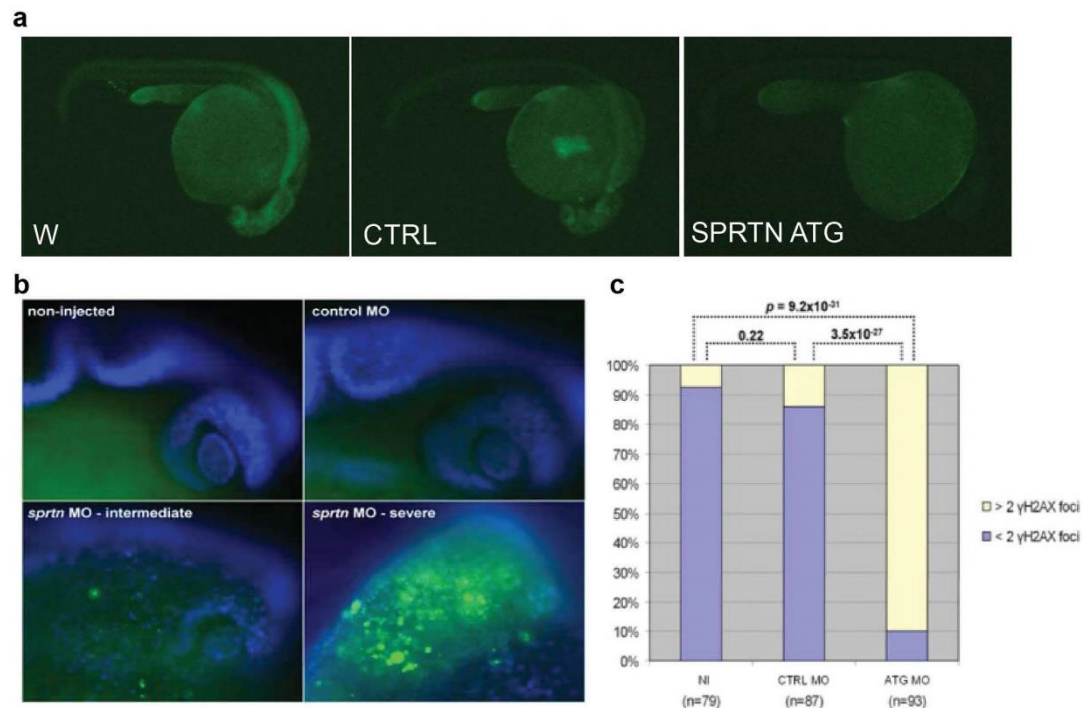 a
W
CTRL
SPRTN ATG
b
non-injected
control MO
sprtn MO - intermediate
sprtn MO - severe
c
p = 9.2x10-31
0.22
3.5x10-27
100%
90%
80%
70%
60%
50%
40%
30%
20%
10%
0%
NI
(n=79)
CTRL MO
(n=87)
ATG MO
(n=93)
> 2 γH2AX foci
< 2 γH2AX foci